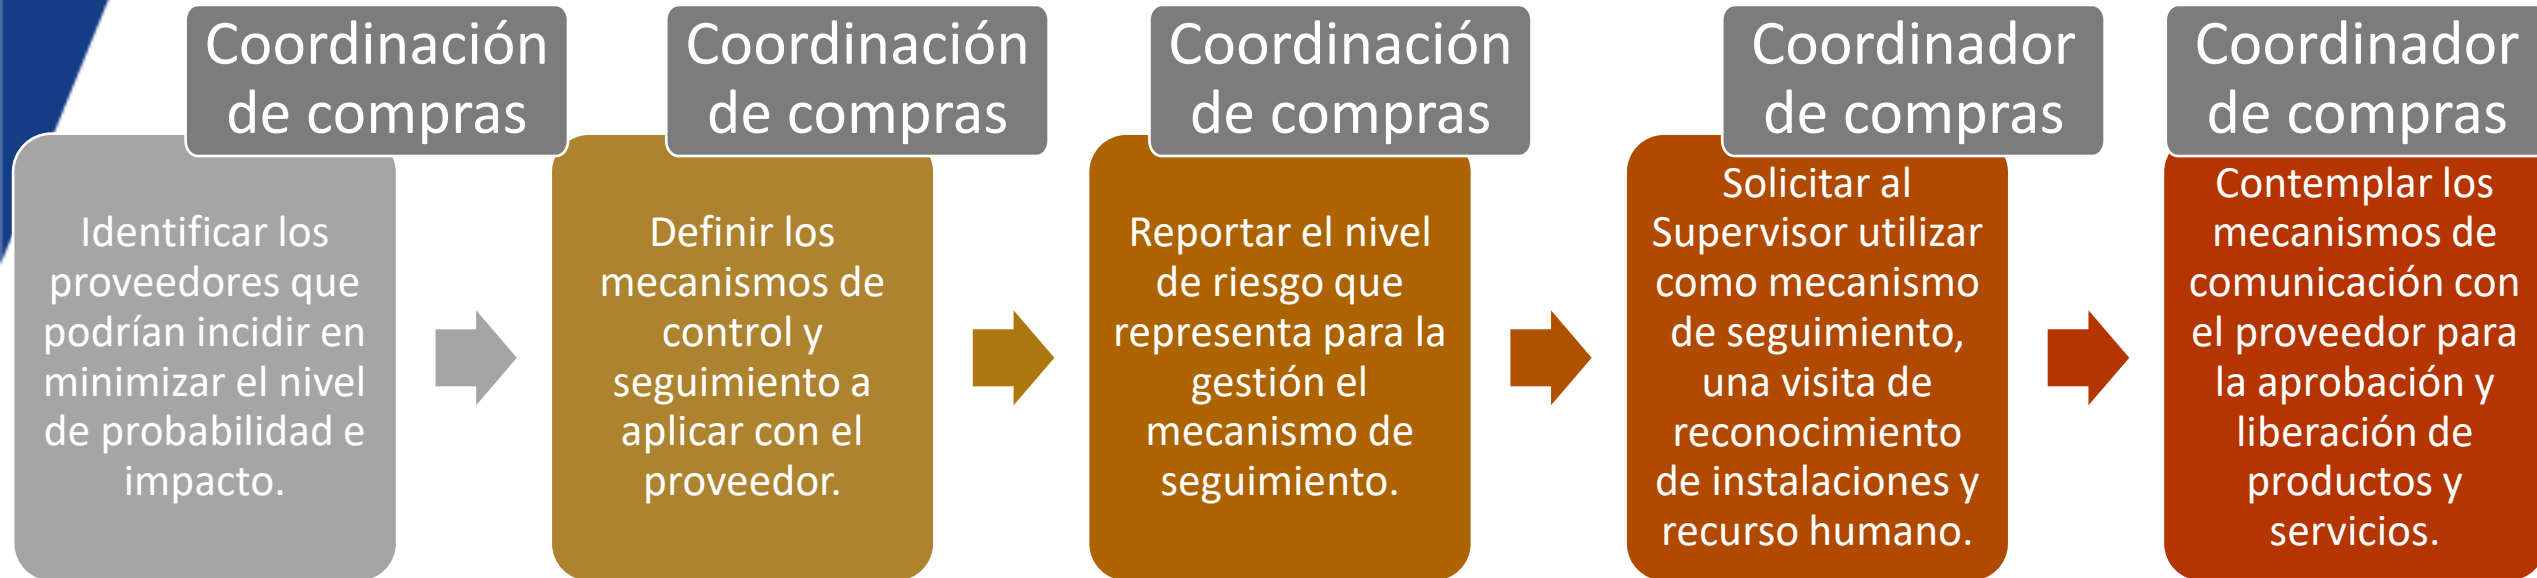 Coordinación
de compras
Identificar los
proveedores que
podrían incidir en
minimizar el nivel
de probabilidad e
impacto.
Coordinación
de compras
Definir los
mecanismos de
control y
seguimiento a
aplicar con el
proveedor.
Coordinación
de compras
Reportar el nivel
de riesgo que
representa para la
gestión el
mecanismo de
seguimiento.
Coordinador
de compras
Solicitar al
Supervisor utilizar
como mecanismo
de seguimiento,
una visita de
reconocimiento
de instalaciones y
recurso humano.
Coordinador
de compras
Contemplar los
mecanismos de
comunicación con
el proveedor para
la aprobación y
liberación de
productos y
servicios.